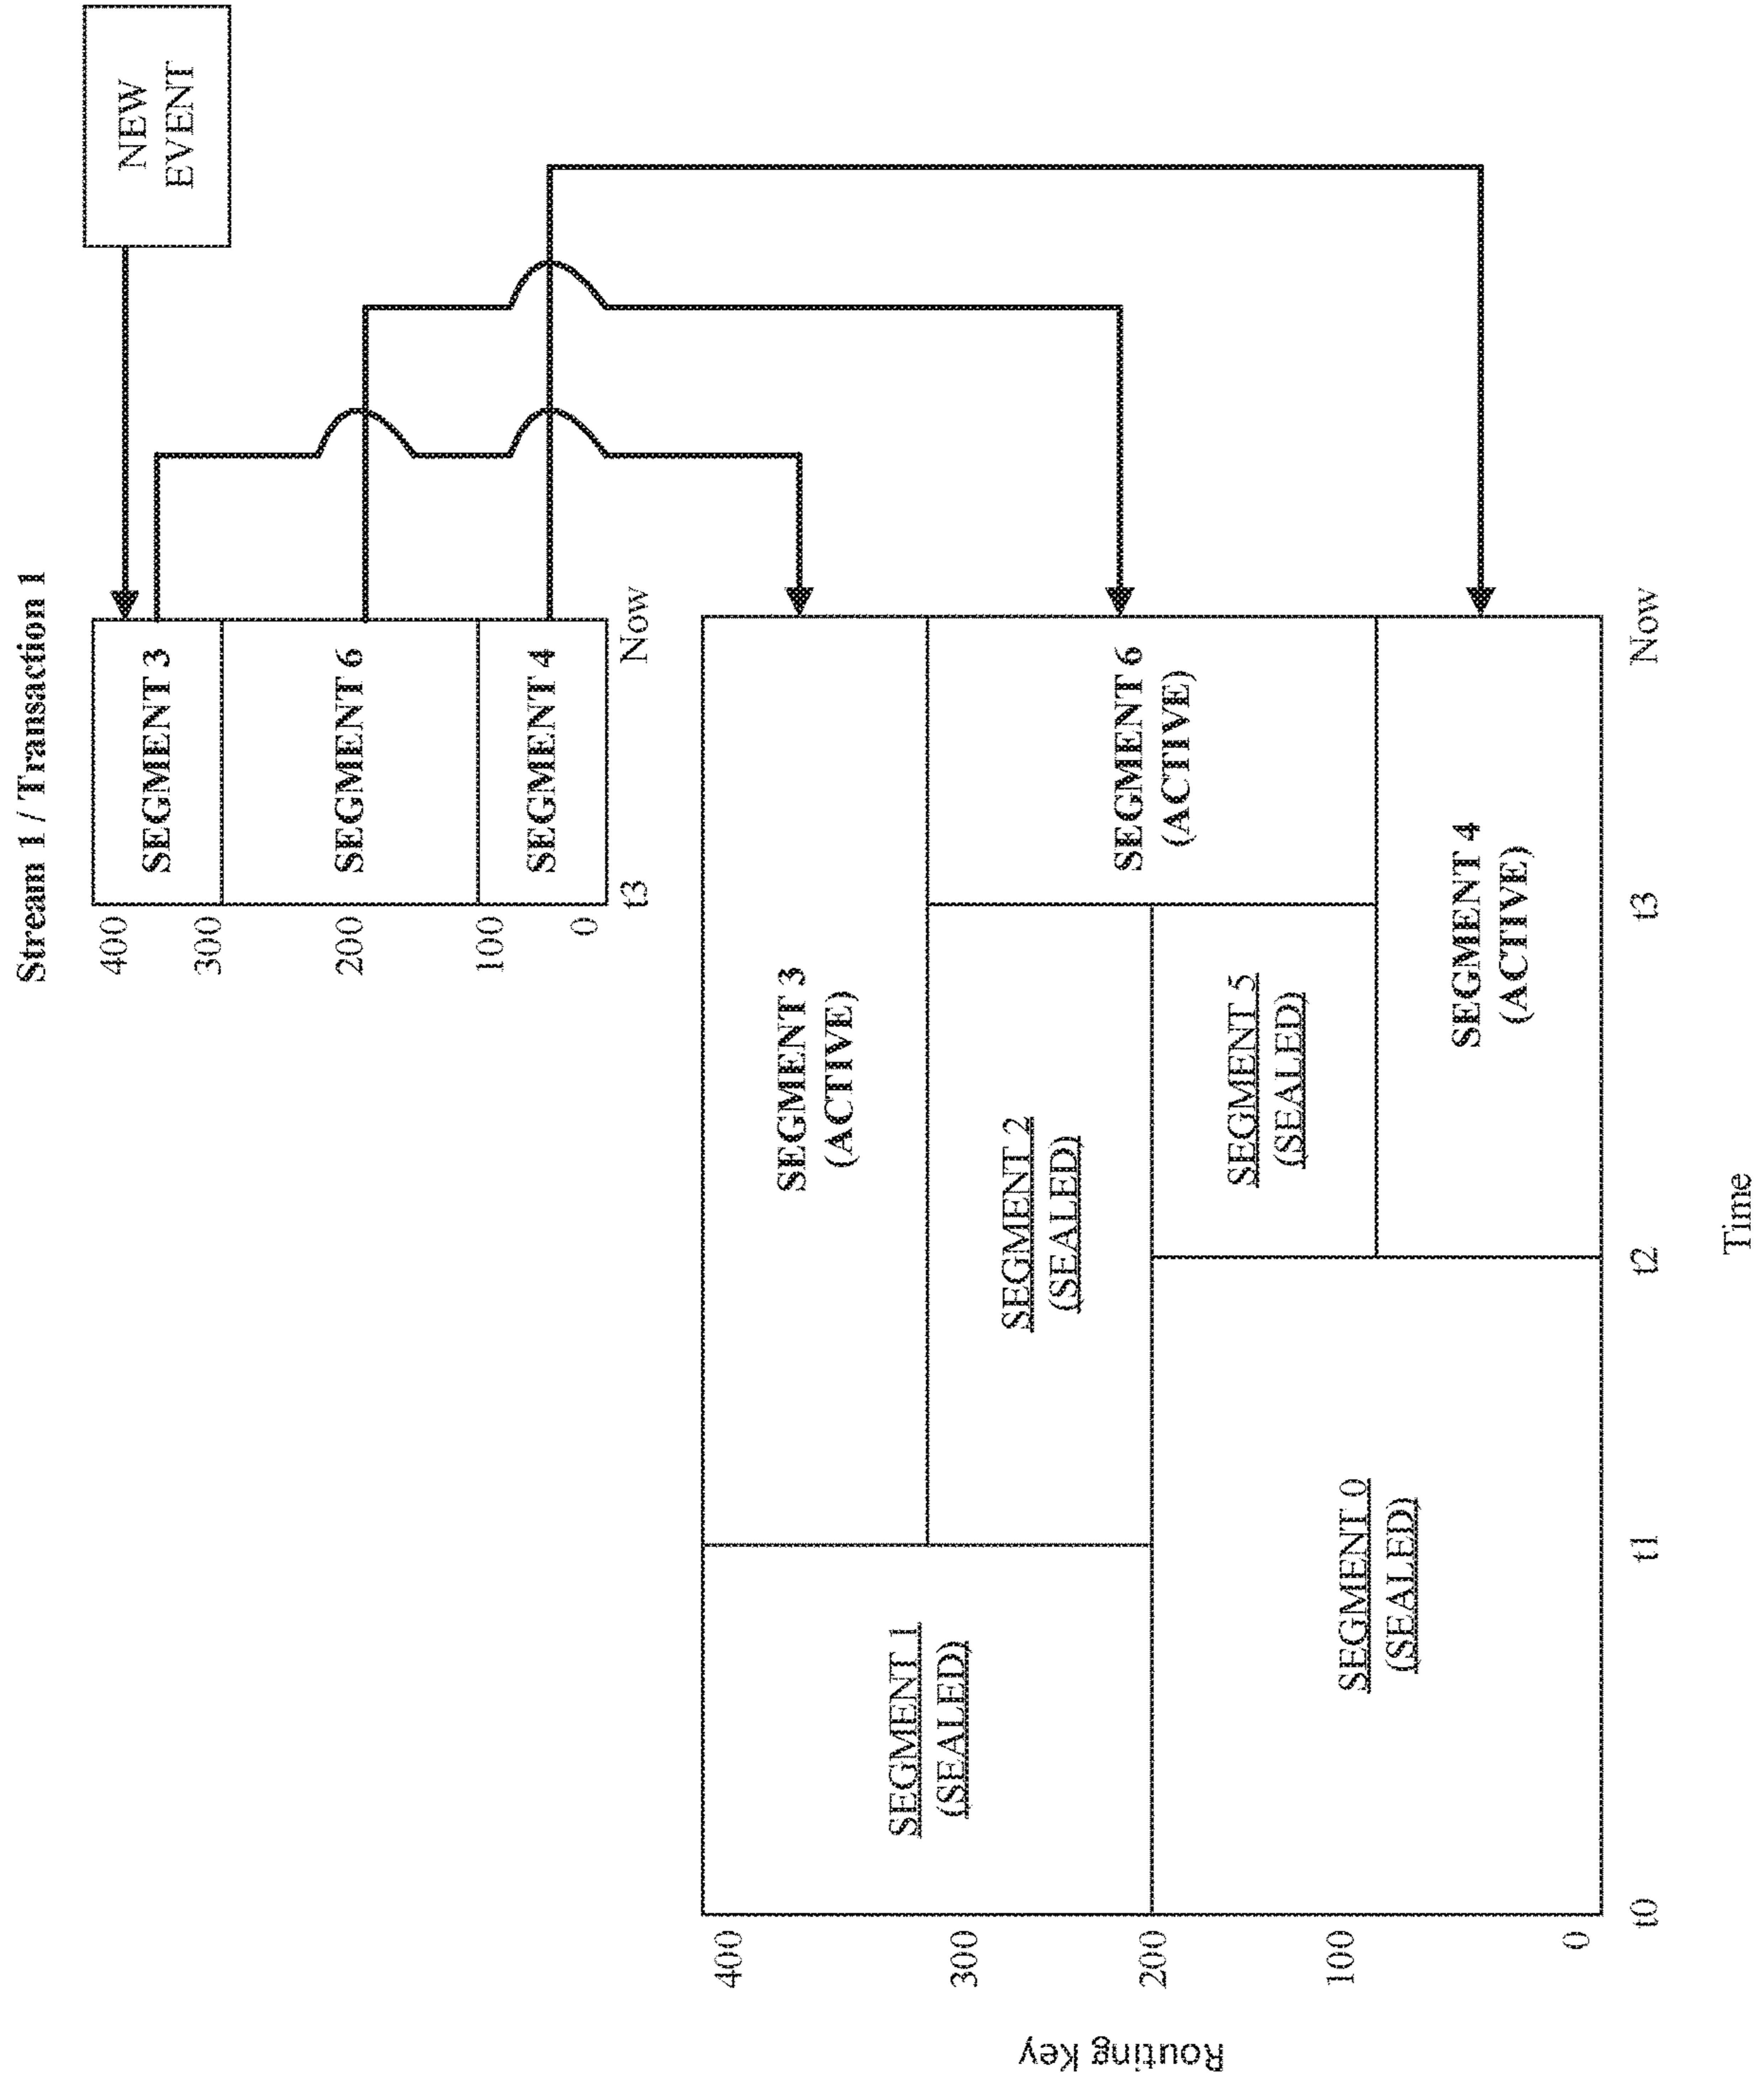 Stream 1 / Transaction 1
NEW
EVENT
400
300
200
100
0
SEGMENT 3
SEGMENT 6
SEGMENT 4
t3
Now
Routing Key
400
300
200
100
0
SEGMENT 1
(SEALED)
SEGMENT 0
(SEALED)
SEGMENT 3
(ACTIVE)
SEGMENT 2
(SEALED)
SEGMENT 5
(SEALED)
SEGMENT 6
(ACTIVE)
SEGMENT 4
(ACTIVE)
t0
t1
t2
t3
Now
Time